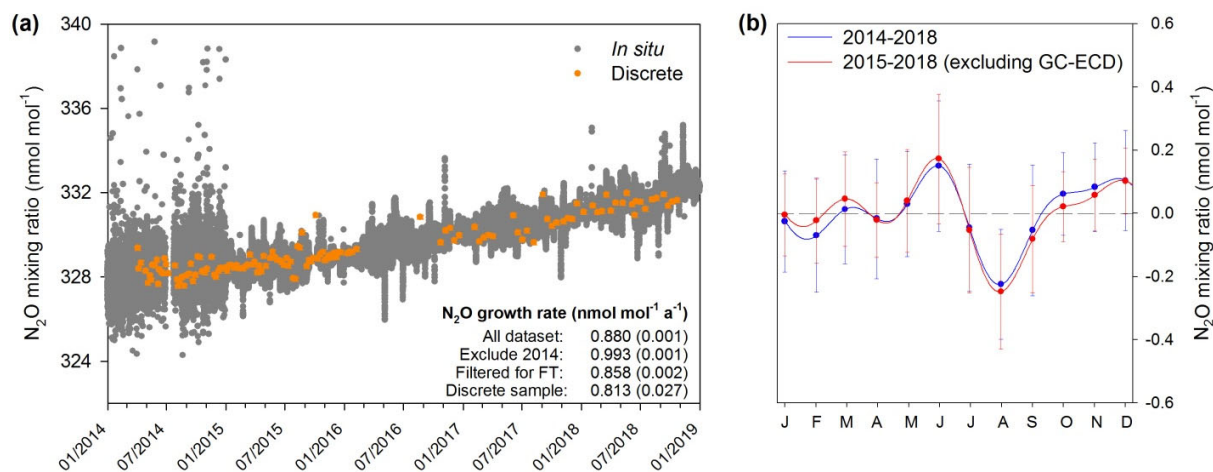 (a)
340
336
332
328
324
N₂O mixing ratio (nmol mol⁻¹)
In situ
Discrete
N₂O growth rate (nmol mol⁻¹ a⁻¹)
All dataset: 0.880 (0.001)
Exclude 2014: 0.993 (0.001)
Filtered for FT: 0.858 (0.002)
Discrete sample: 0.813 (0.027)
01/2014 07/2014 01/2015 07/2015 01/2016 07/2016 01/2017 07/2017 01/2018 07/2018 01/2019
(b)
2014-2018
2015-2018 (excluding GC-ECD)
0.6
0.4
0.2
0.0
-0.2
-0.4
-0.6
N₂O mixing ratio (nmol mol⁻¹)
J F M A M J J A S O N D